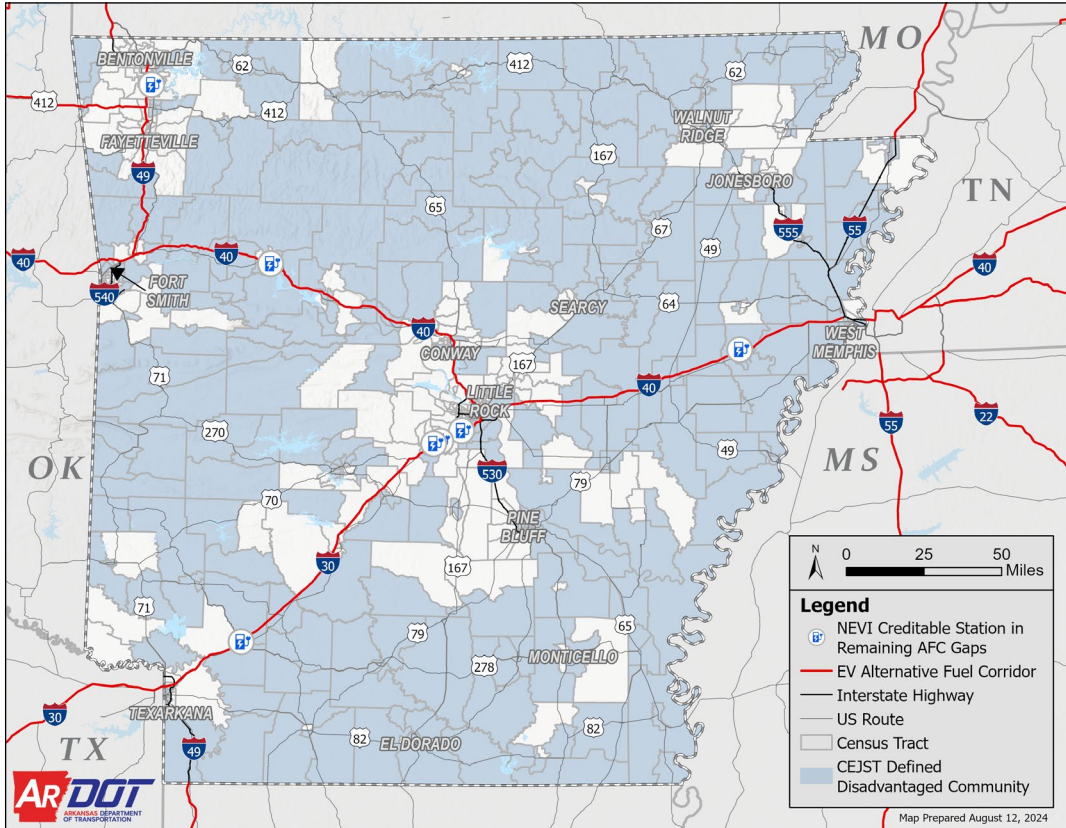 MO
BENTONVILLE
62
412
62
412
412
WALNUT
RIDGE
FAYETTEVILLE
167
49
JONESBORO
TN
65
67
49
555
55
40
40
40
FORT
SMITH
540
64
SEARCY
40
CONWAY
WEST
MEMPHIS
71
167
LITTLE
ROCK
40
22
55
270
OK
MS
49
530
70
79
PINE
BLUFF
30
167
71
79
65
278
MONTICELLO
TEXARKANA
30
82
82
EL DORADO
TX
49
N
0 25 50
Miles
Legend
NEVI Creditable Station in
Remaining AFC Gaps
EV Alternative Fuel Corridor
Interstate Highway
US Route
Census Tract
CEJST Defined
Disadvantaged Community
Map Prepared August 12, 2024
ARDOT
ARKANSAS DEPARTMENT
OF TRANSPORTATION